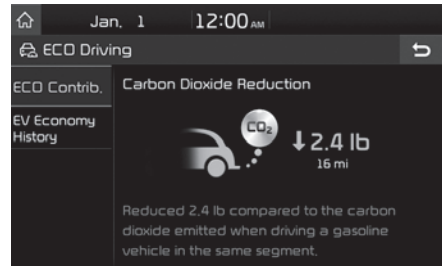 Jan. 1 12:00 AM
ECO Driving
ECO Contrib.
EV Economy
History
Carbon Dioxide Reduction
CO₂
↓2.4 lb
16 mi
Reduced 2.4 lb compared to the carbon
dioxide emitted when driving a gasoline
vehicle in the same segment.